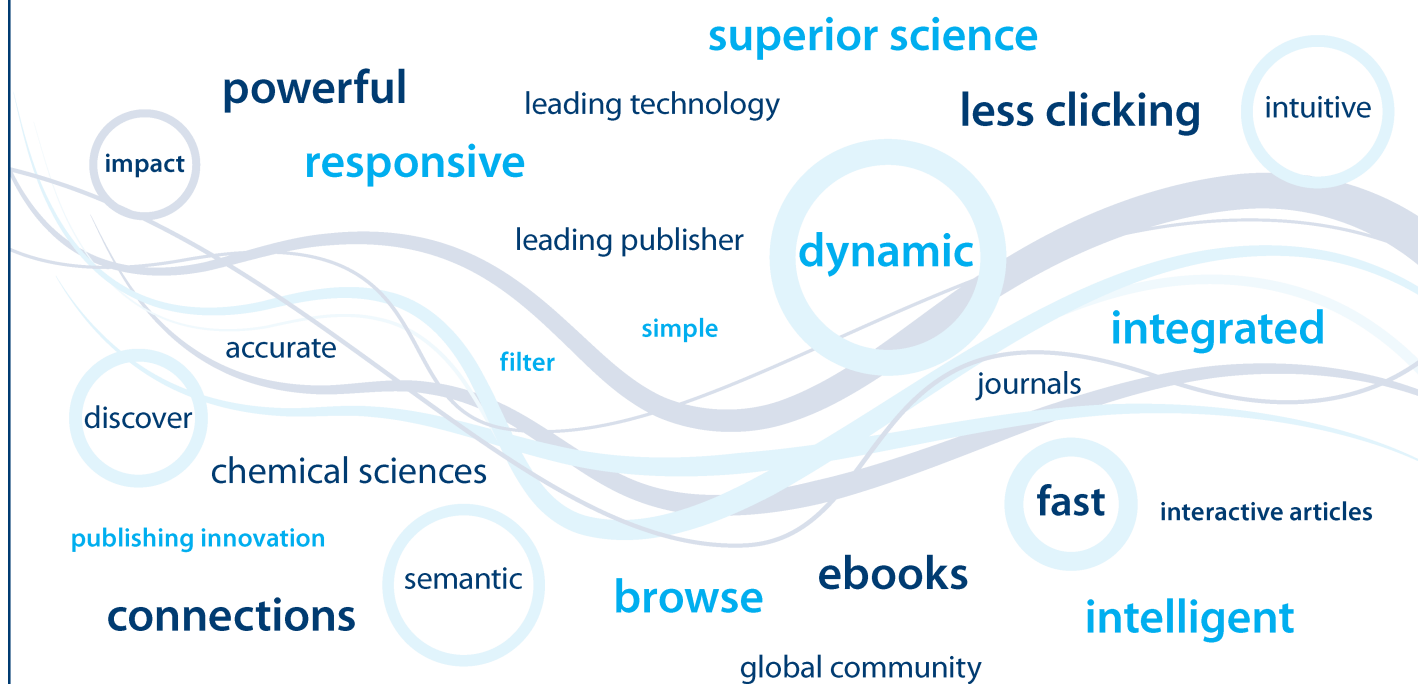 superior science
powerful
leading technology
less clicking
intuitive
impact
responsive
leading publisher
dynamic
simple
integrated
accurate
filter
journals
discover
chemical sciences
fast
interactive articles
publishing innovation
semantic
ebooks
browse
connections
intelligent
global community